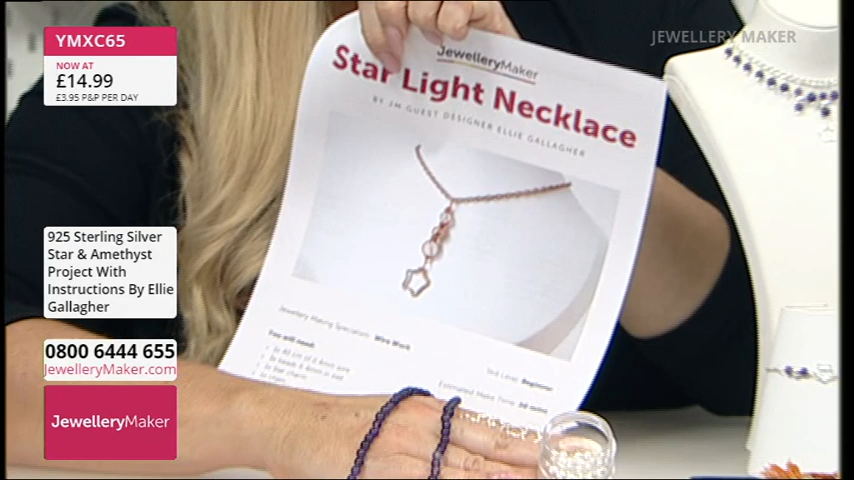 YMXC65
NOW AT
£14.99
£3.95 P&P PER DAY
925 Sterling Silver
Star & Amethyst
Project With
Instructions By Ellie
Gallagher
0800 6444 655
JewelleryMaker.com
JewelleryMaker
JEWELLERY MAKER
JewelleryMaker
Star Light Necklace
BY JM GUEST DESIGNER ELLIE GALLAGHER
Jewellery Making Specialism: Wire Work
Skill Level: Beginner
You will need:
Estimated Make Time: 30 mins